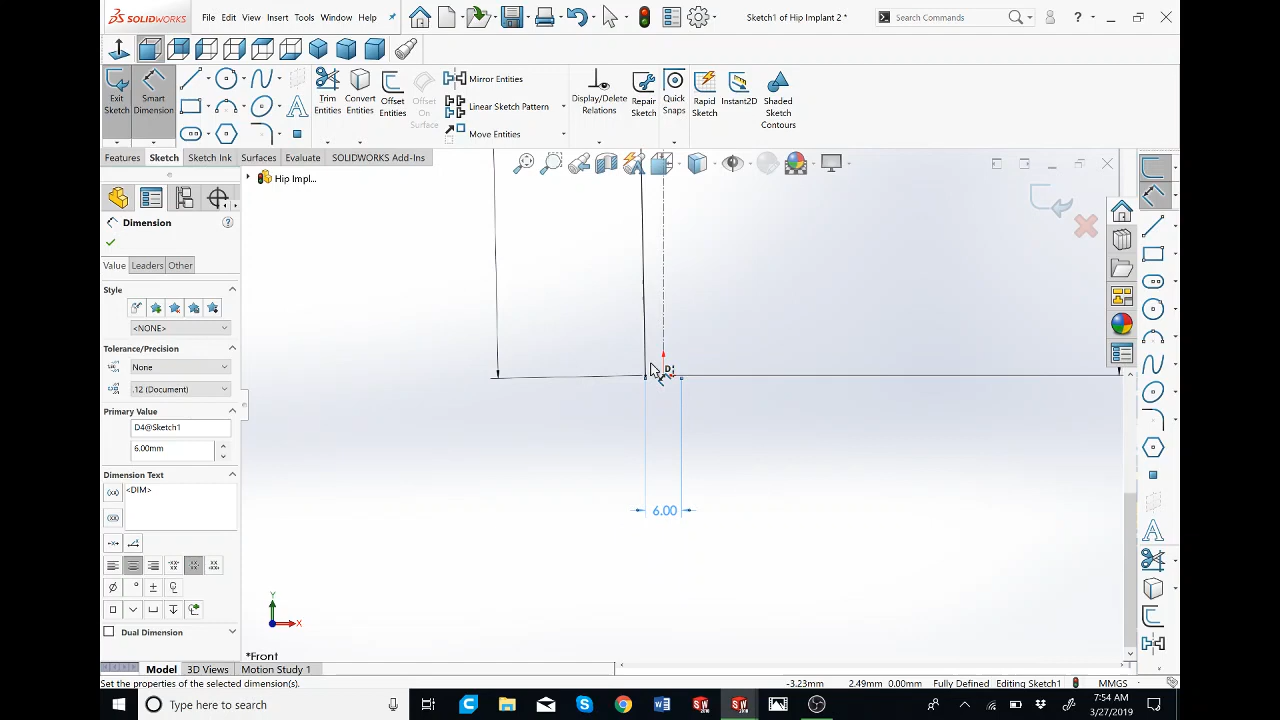 SOLIDWORKS
File Edit View Insert Tools Window Help
Sketch1 of Hip Implant 2 *
Search Commands
Exit Sketch
Smart Dimension
Trim Entities
Convert Entities
Offset Entities
Offset On Surface
Mirror Entities
Linear Sketch Pattern
Move Entities
Display/Delete Relations
Repair Sketch
Quick Snaps
Rapid Sketch
Instant2D
Shaded Sketch Contours
Features Sketch Sketch Ink Surfaces Evaluate SOLIDWORKS Add-Ins
Hip Impl...
Dimension
Value Leaders Other
Style
<NONE>
Tolerance/Precision
None
.12 (Document)
Primary Value
D4@Sketch1
6.00mm
Dimension Text
<DIM>
Dual Dimension
6.00
Y
X
*Front
Model 3D Views Motion Study 1
Set the properties of the selected dimension(s).
-3.23mm 2.49mm 0.00mm Fully Defined Editing Sketch1 MMGS
Type here to search
7:54 AM
3/27/2019